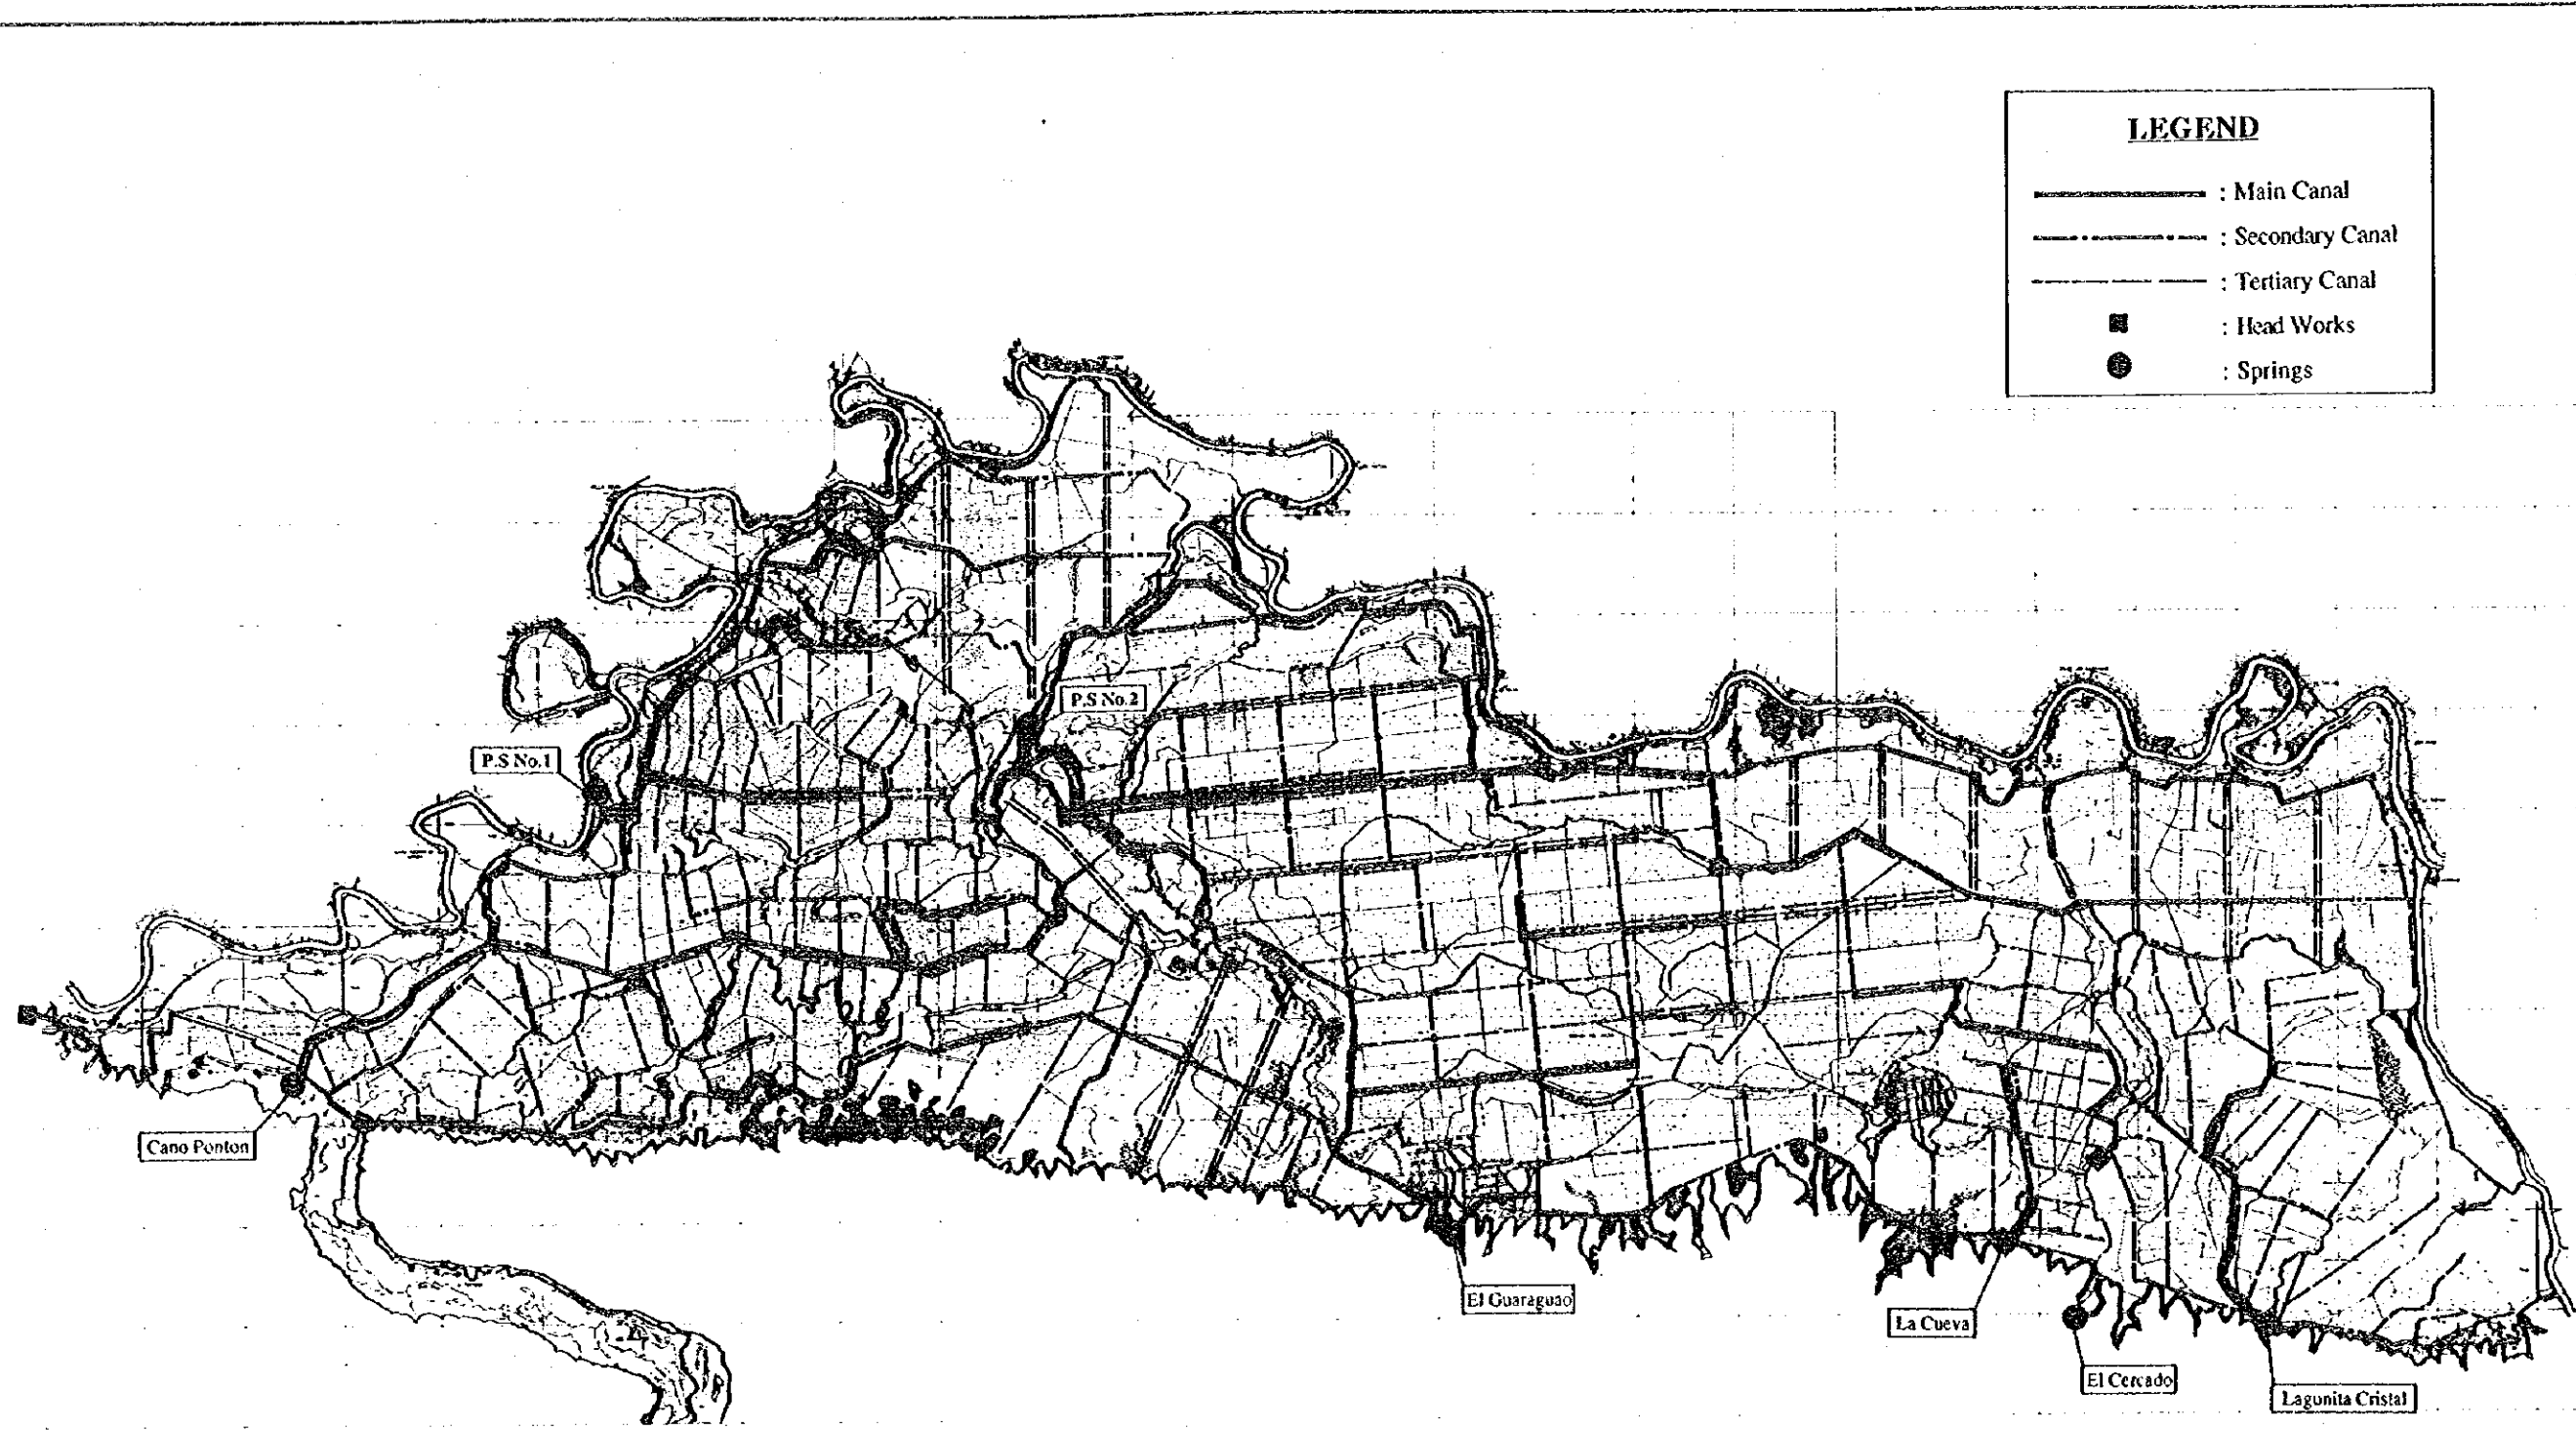 LEGEND
: Main Canal
: Secondary Canal
: Tertiary Canal
: Head Works
: Springs
P.S No.2
P.S No.1
Cano Ponton
El Guaraguao
La Cueva
El Cercado
Lagunita Cristal